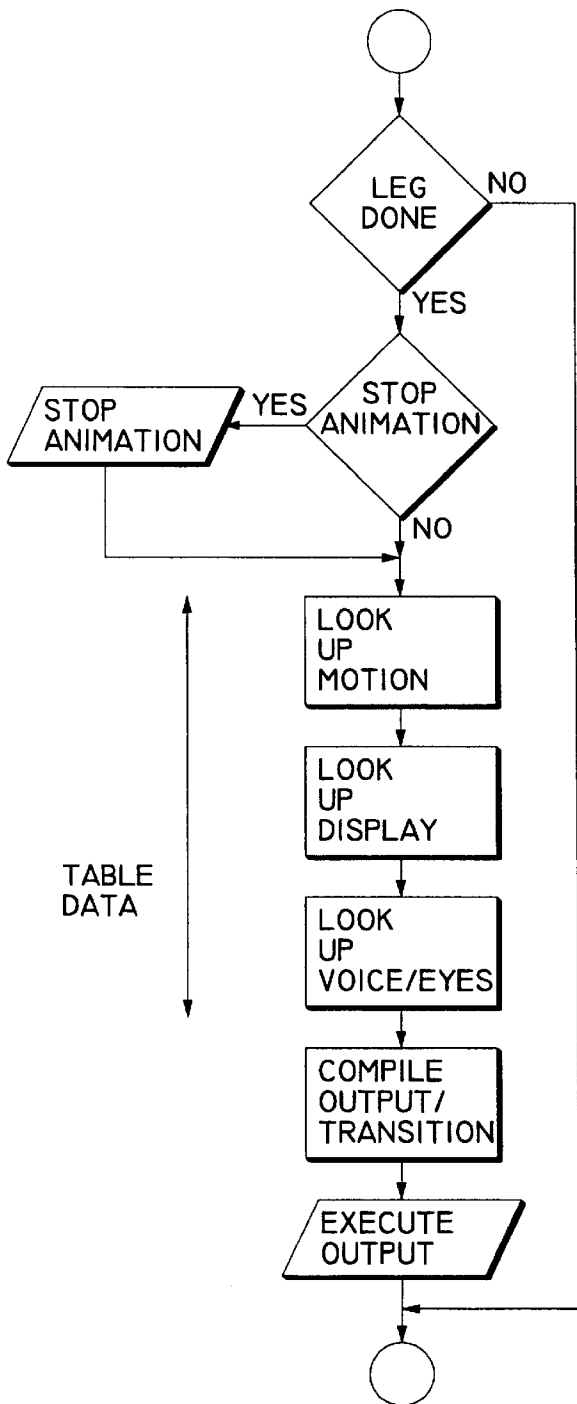 LEG
DONE
NO
YES
STOP
ANIMATION
YES
STOP
ANIMATION
NO
LOOK
UP
MOTION
LOOK
UP
DISPLAY
TABLE
DATA
LOOK
UP
VOICE/EYES
COMPILE
OUTPUT/
TRANSITION
EXECUTE
OUTPUT